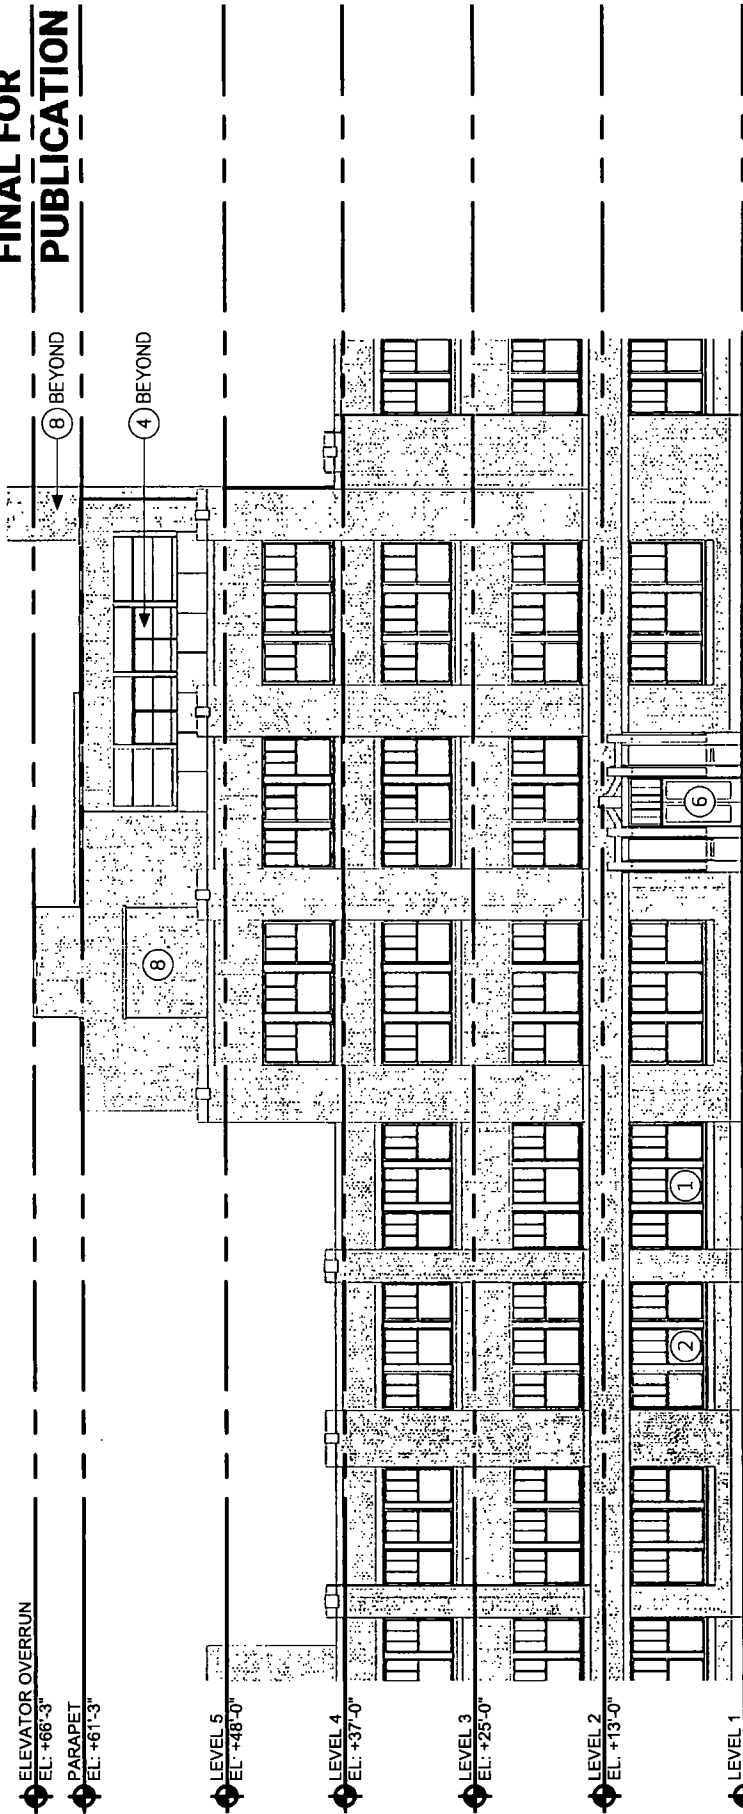 FINAL FOR
PUBLICATION
8 BEYOND
4 BEYOND
ELEVATOR OVERRUN
EL: +66'-3"
PARAPET
EL: +61'-3"
LEVEL 5
EL: +48'-0"
LEVEL 4
EL: +37'-0"
LEVEL 3
EL: +25'-0"
LEVEL 2
EL: +13'-0"
LEVEL 1
8
6
1
2